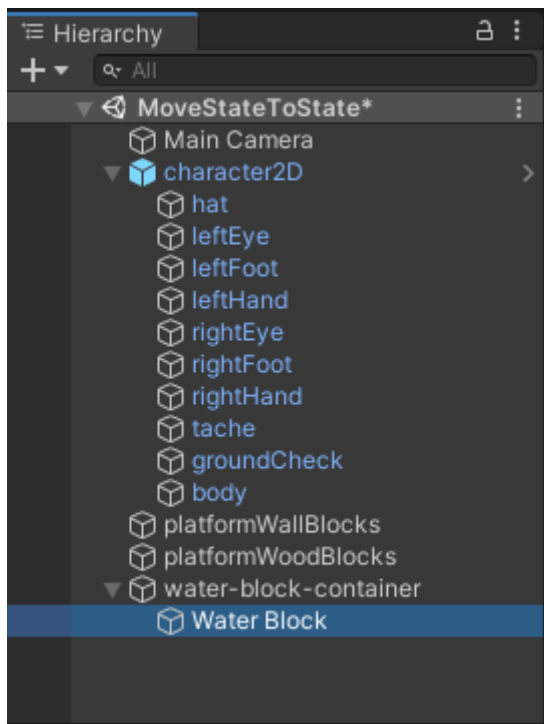 Hierarchy
All
MoveStateToState*
Main Camera
character2D
hat
leftEye
leftFoot
leftHand
rightEye
rightFoot
rightHand
tache
groundCheck
body
platformWallBlocks
platformWoodBlocks
water-block-container
Water Block